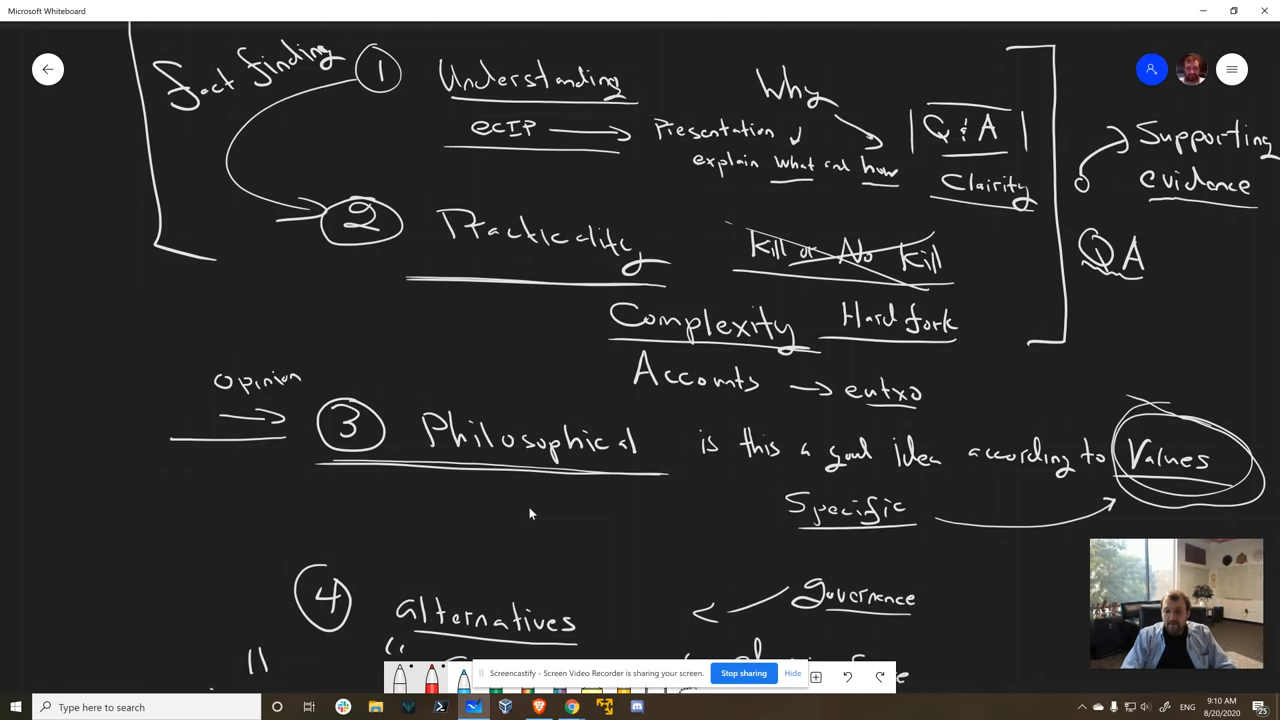 Microsoft Whiteboard
Fact finding
1
Understanding
Why
ECIP → Presentation
explain what and how
Q & A
Clairity
Supporting
evidence
QA
2
Practicality
Kill or No Kill
Complexity
Hard fork
Accounts → eutxo
Opinion
3
Philosophical
is this a good idea according to Values
Specific
4
alternatives
governance
Screencastify - Screen Video Recorder is sharing your screen.
Stop sharing
Hide
Type here to search
ENG
9:10 AM
8/20/2020
25